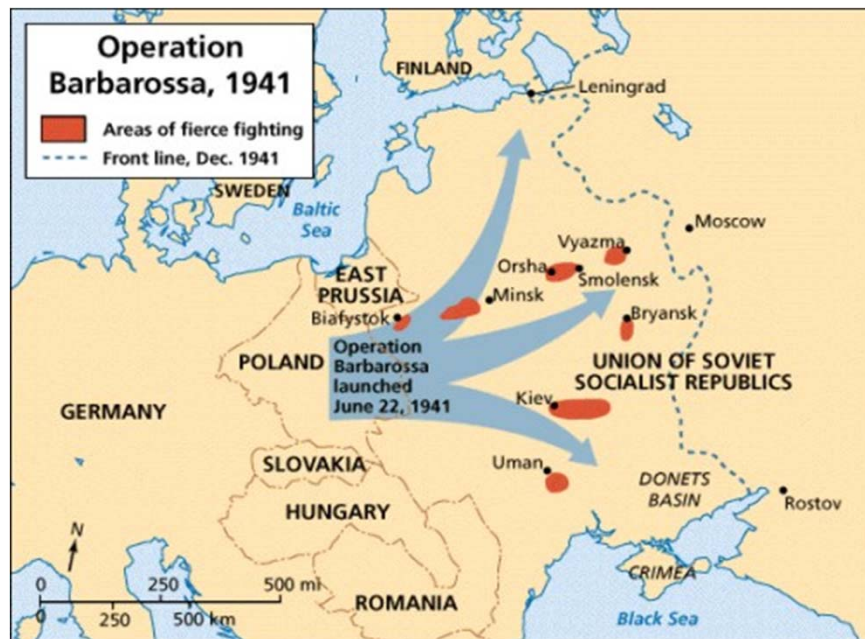 Operation
Barbarossa, 1941
Areas of fierce fighting
Front line, Dec. 1941
FINLAND
Leningrad
SWEDEN
Baltic
Sea
Moscow
Vyazma
Orsha
Smolensk
EAST
PRUSSIA
Minsk
Biafystok
Bryansk
POLAND
Operation
Barbarossa
launched
June 22, 1941
UNION OF SOVIET
SOCIALIST REPUBLICS
GERMANY
Kiev
SLOVAKIA
Uman
DONETS
BASIN
Rostov
HUNGARY
N
CRIMEA
0 500 mi
0 250 500 km
ROMANIA
Black Sea